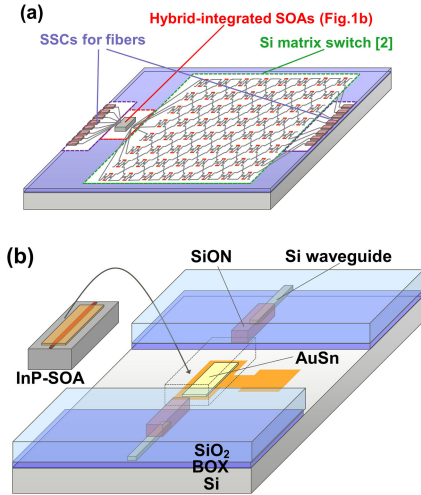 (a)
Hybrid-integrated SOAs (Fig.1b)
SSCs for fibers
Si matrix switch [2]
(b)
SiON
Si waveguide
InP-SOA
AuSn
SiO₂
BOX
Si